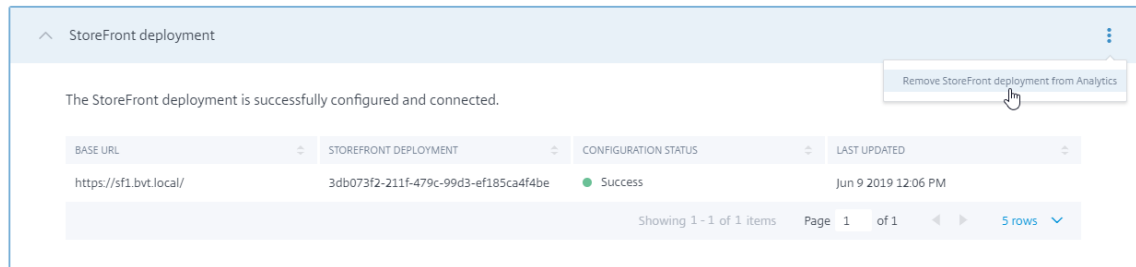 StoreFront deployment
Remove StoreFront deployment from Analytics
The StoreFront deployment is successfully configured and connected.
BASE URL STOREFRONT DEPLOYMENT CONFIGURATION STATUS LAST UPDATED
https://sf1.bvt.local/ 3db073f2-211f-479c-99d3-ef185ca4f4be Success Jun 9 2019 12:06 PM
Showing 1 - 1 of 1 items Page 1 of 1 5 rows